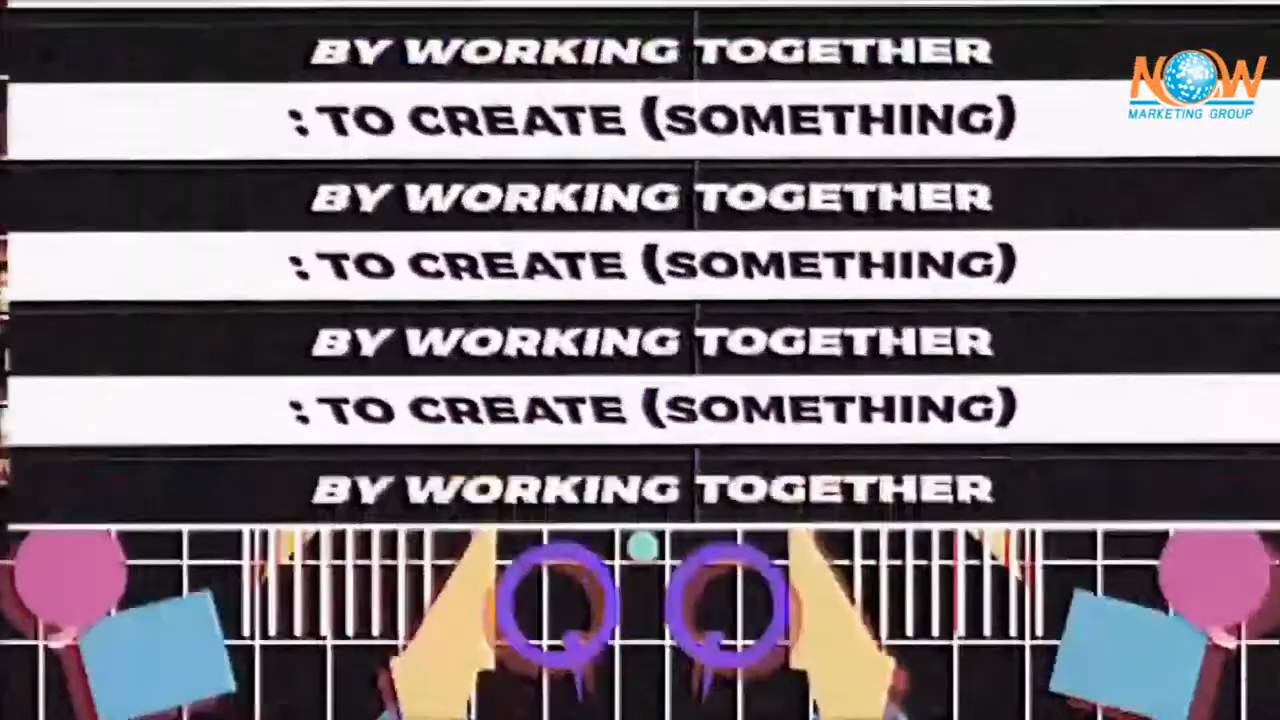 BY WORKING TOGETHER
NOW
MARKETING GROUP
: TO CREATE (SOMETHING)
BY WORKING TOGETHER
: TO CREATE (SOMETHING)
BY WORKING TOGETHER
: TO CREATE (SOMETHING)
BY WORKING TOGETHER